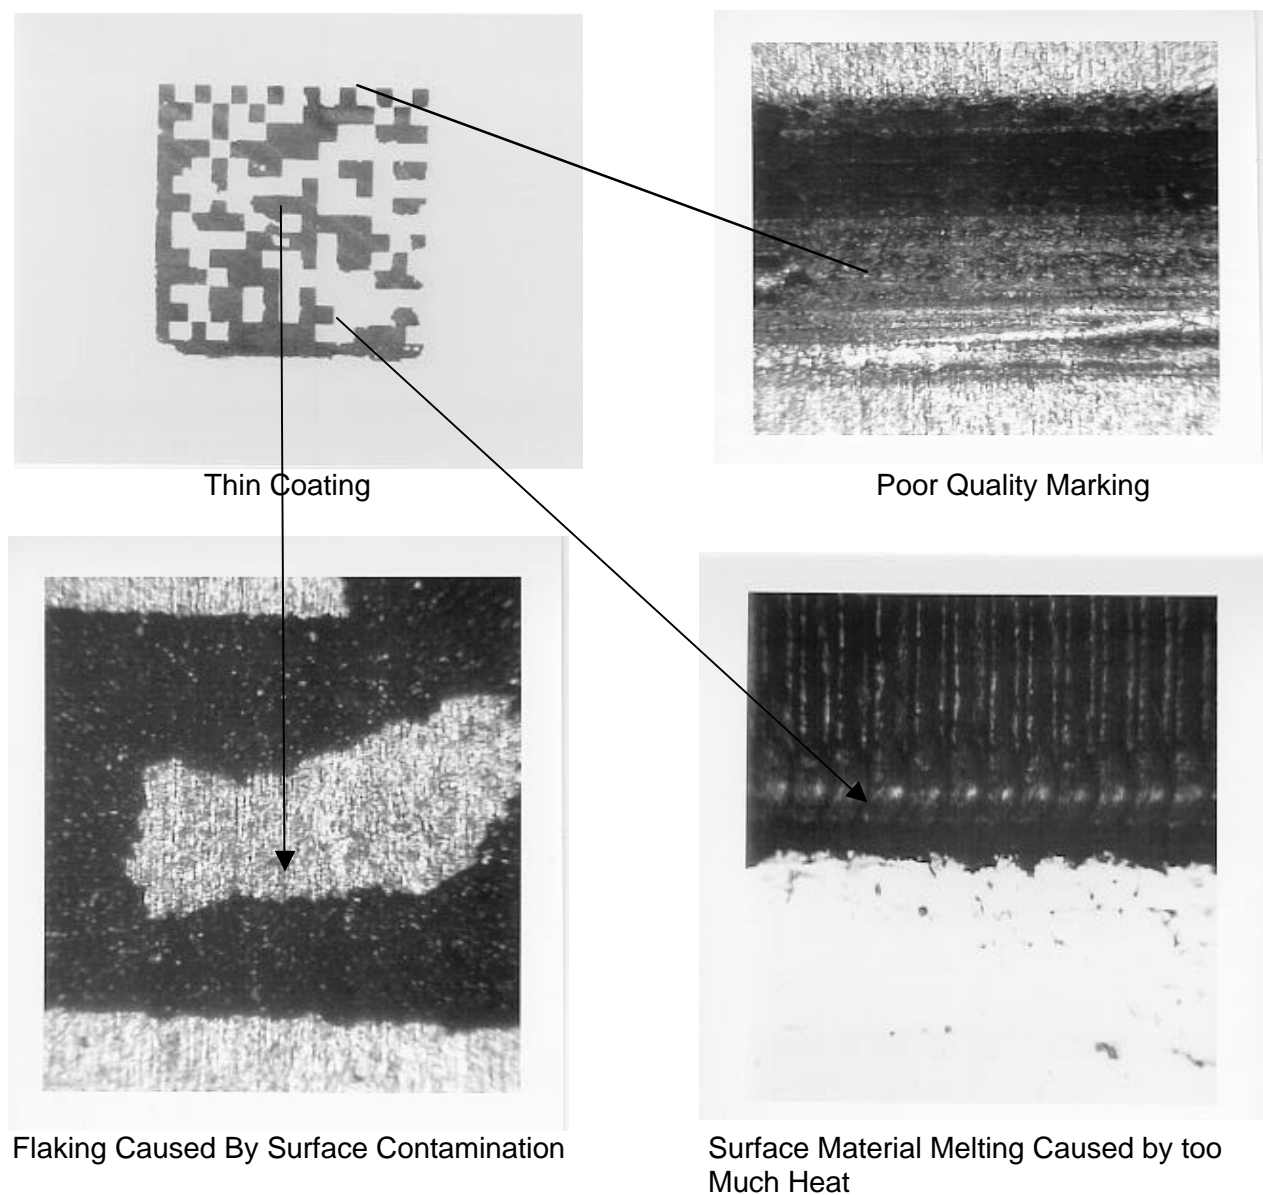 Thin Coating
Poor Quality Marking
Flaking Caused By Surface Contamination
Surface Material Melting Caused by too
Much Heat